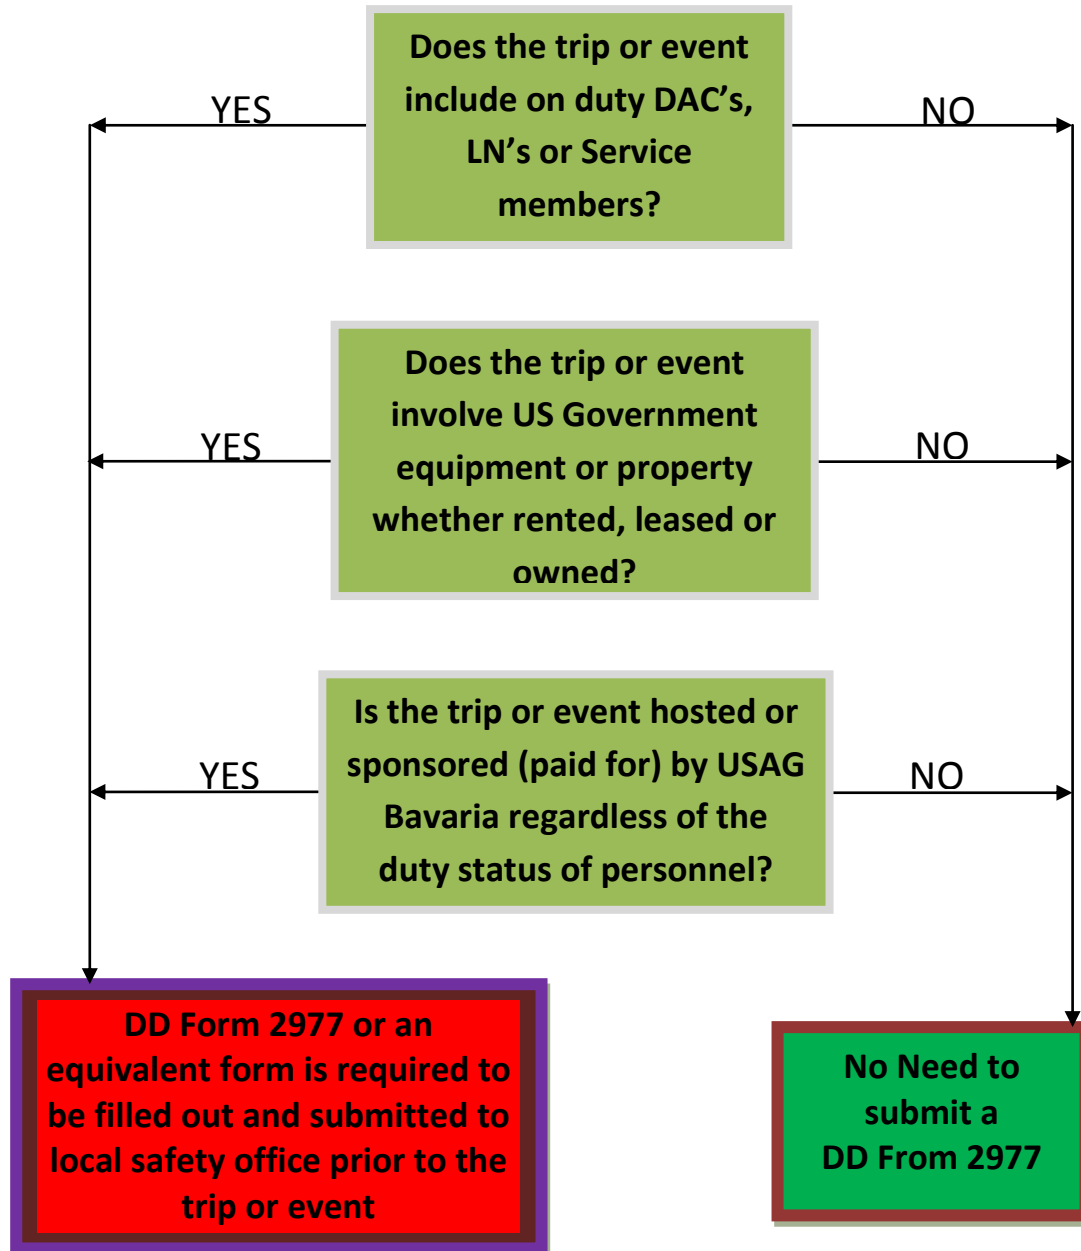 Does the trip or event
include on duty DAC’s,
LN’s or Service
members?
YES
NO
Does the trip or event
involve US Government
equipment or property
whether rented, leased or
owned?
YES
NO
Is the trip or event hosted or
sponsored (paid for) by USAG
Bavaria regardless of the
duty status of personnel?
YES
NO
DD Form 2977 or an
equivalent form is required to
be filled out and submitted to
local safety office prior to the
trip or event
No Need to
submit a
DD From 2977